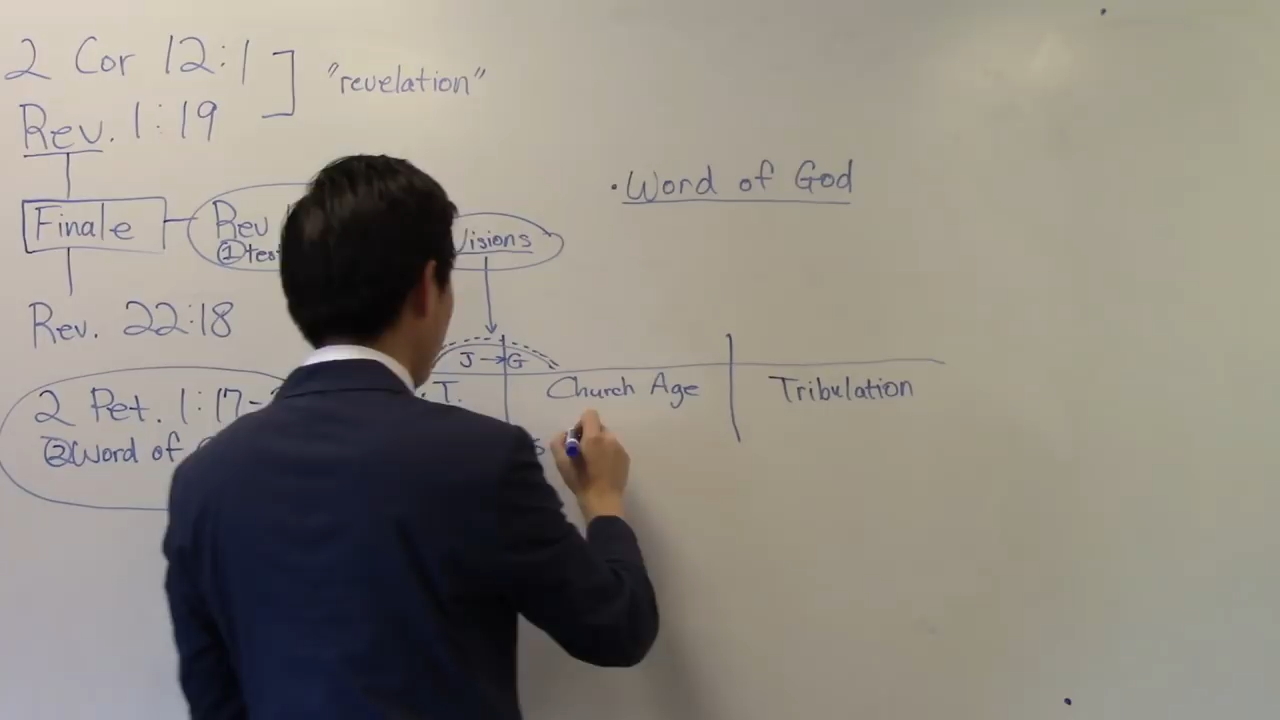 2 Cor 12:1
"revelation"
Rev. 1:19
• Word of God
Finale
Rev
Visions
① tes
Rev. 22:18
J → G
T.
Church Age
Tribulation
2 Pet. 1:17-
② Word of